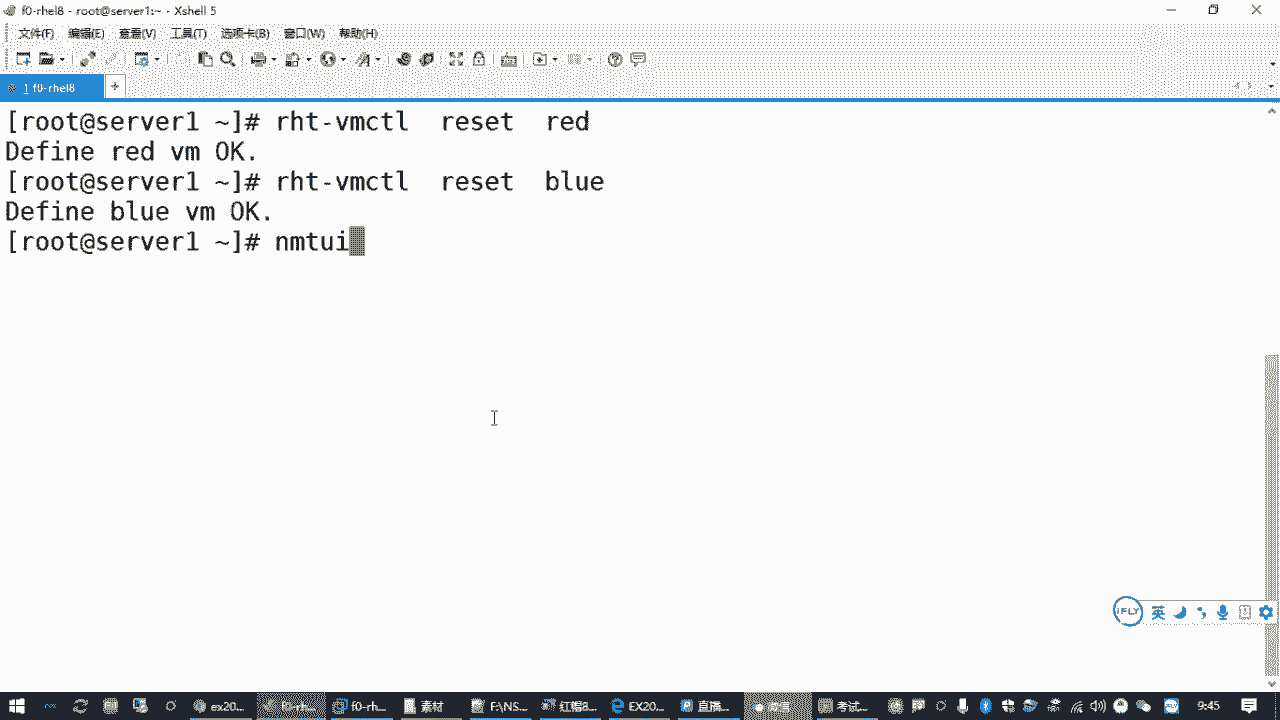 f0-rhel8 - root@server1:~ - Xshell 5
文件(F) 编辑(E) 查看(V) 工具(T) 选项卡(B) 窗口(W) 帮助(H)
1 f0-rhel8
[root@server1 ~]# rht-vmctl  reset  red
Define red vm OK.
[root@server1 ~]# rht-vmctl  reset  blue
Define blue vm OK.
[root@server1 ~]# nmtui
iFLY 英
ex20... f0-rh... f0-rh... 素材 F:\NS... 红帽8... EX20... 直播... 考试... 9:45